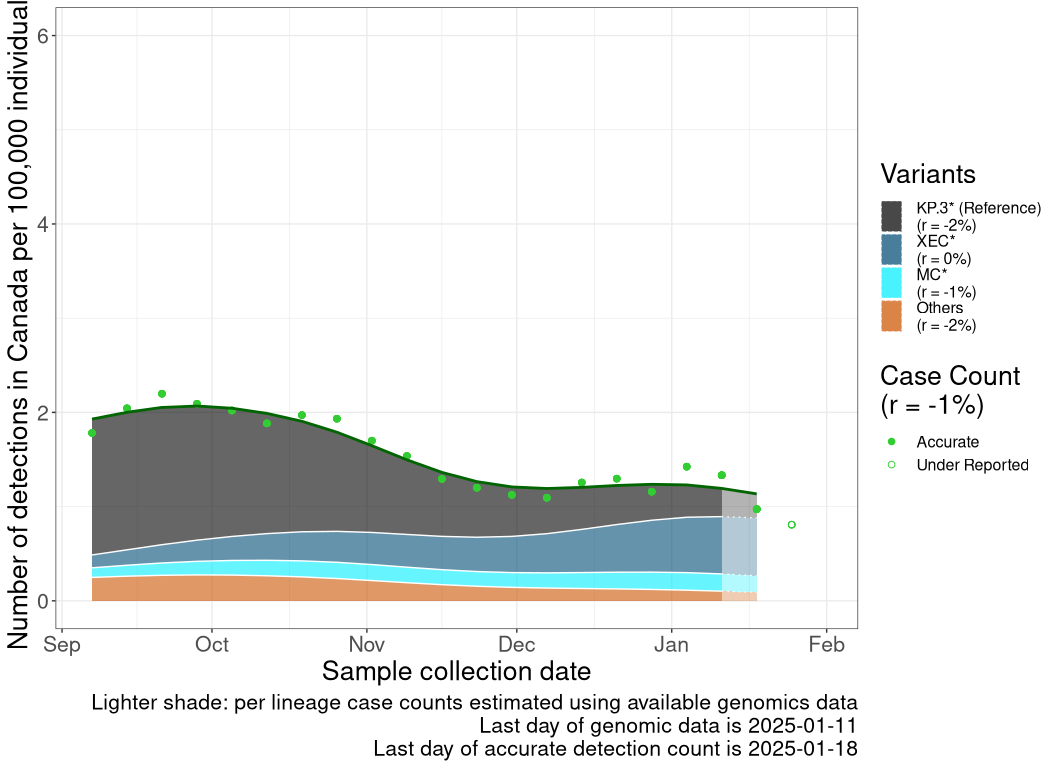 Number of detections in Canada per 100,000 individual
6
4
2
0
Sep
Oct
Nov
Dec
Jan
Feb
Sample collection date
Lighter shade: per lineage case counts estimated using available genomics data
Last day of genomic data is 2025-01-11
Last day of accurate detection count is 2025-01-18
Variants
KP.3* (Reference)
(r = -2%)
XEC*
(r = 0%)
MC*
(r = -1%)
Others
(r = -2%)
Case Count
(r = -1%)
Accurate
Under Reported